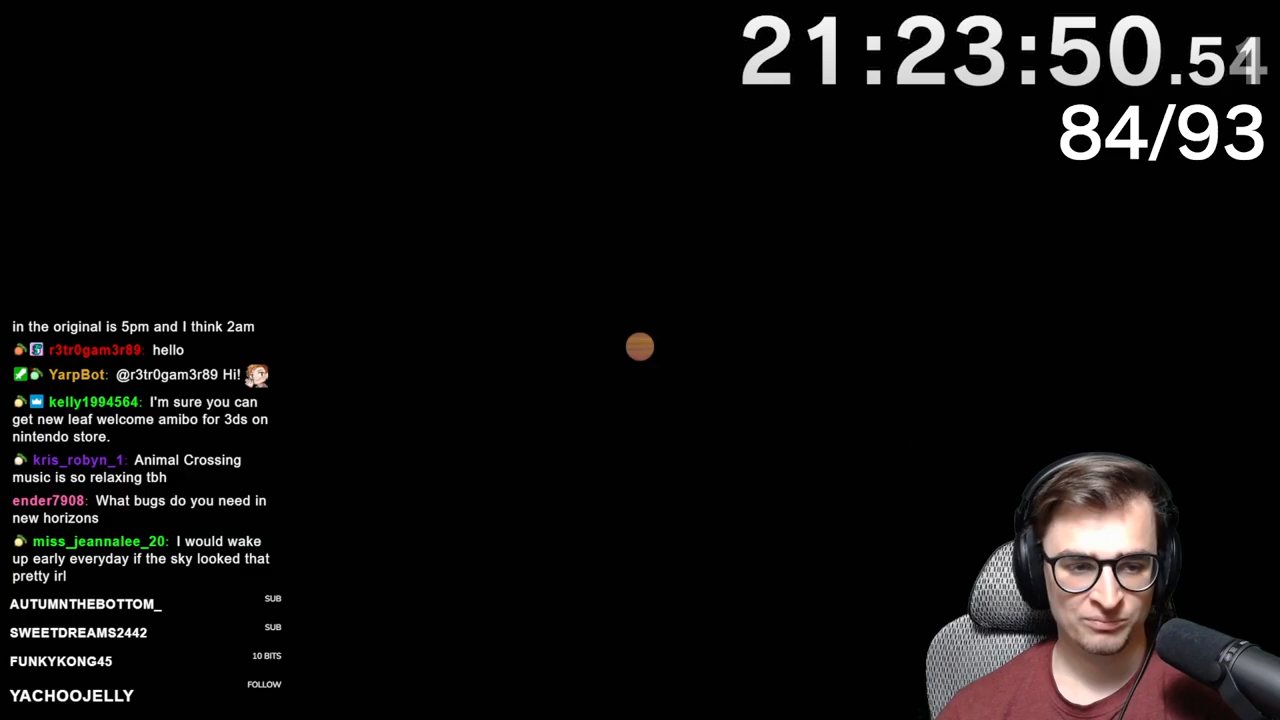 21:23:50.54
84/93
in the original is 5pm and I think 2am
r3tr0gam3r89: hello
YarpBot: @r3tr0gam3r89 Hi!
kelly1994564: I'm sure you can
get new leaf welcome amibo for 3ds on
nintendo store.
kris_robyn_1: Animal Crossing
music is so relaxing tbh
ender7908: What bugs do you need in
new horizons
miss_jeannalee_20: I would wake
up early everyday if the sky looked that
pretty irl
AUTUMNTHEBOTTOM_ SUB
SWEETDREAMS2442 SUB
FUNKYKONG45 10 BITS
YACHOOJELLY FOLLOW